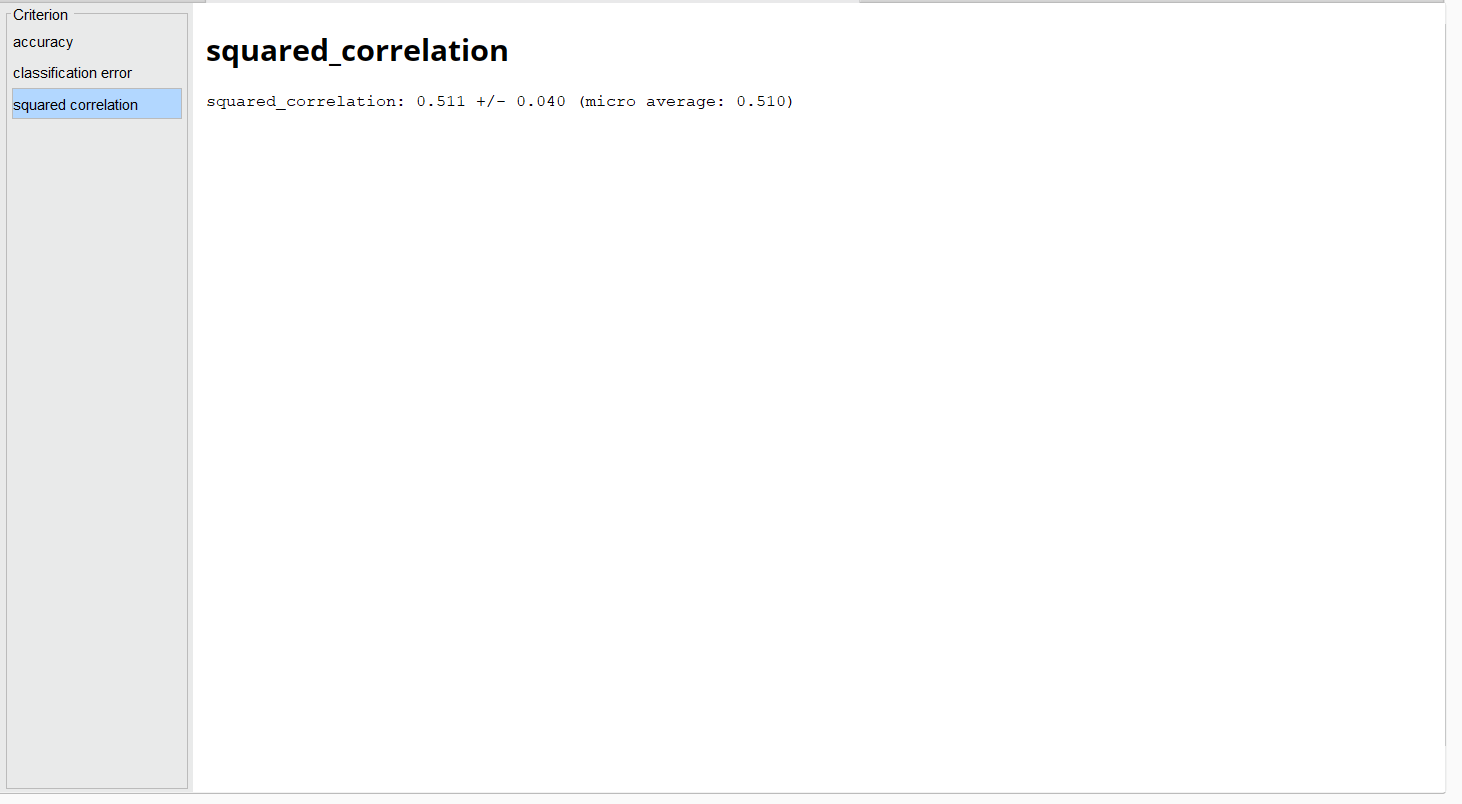 Criterion
accuracy
classification error
squared correlation
squared_correlation
squared_correlation: 0.511 +/- 0.040 (micro average: 0.510)